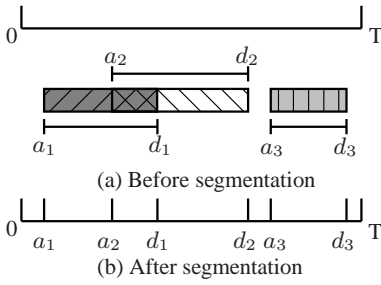 0 T
a₂ d₂
a₁ d₁ a₃ d₃
(a) Before segmentation
0 a₁ a₂ d₁ d₂ a₃ d₃ T
(b) After segmentation